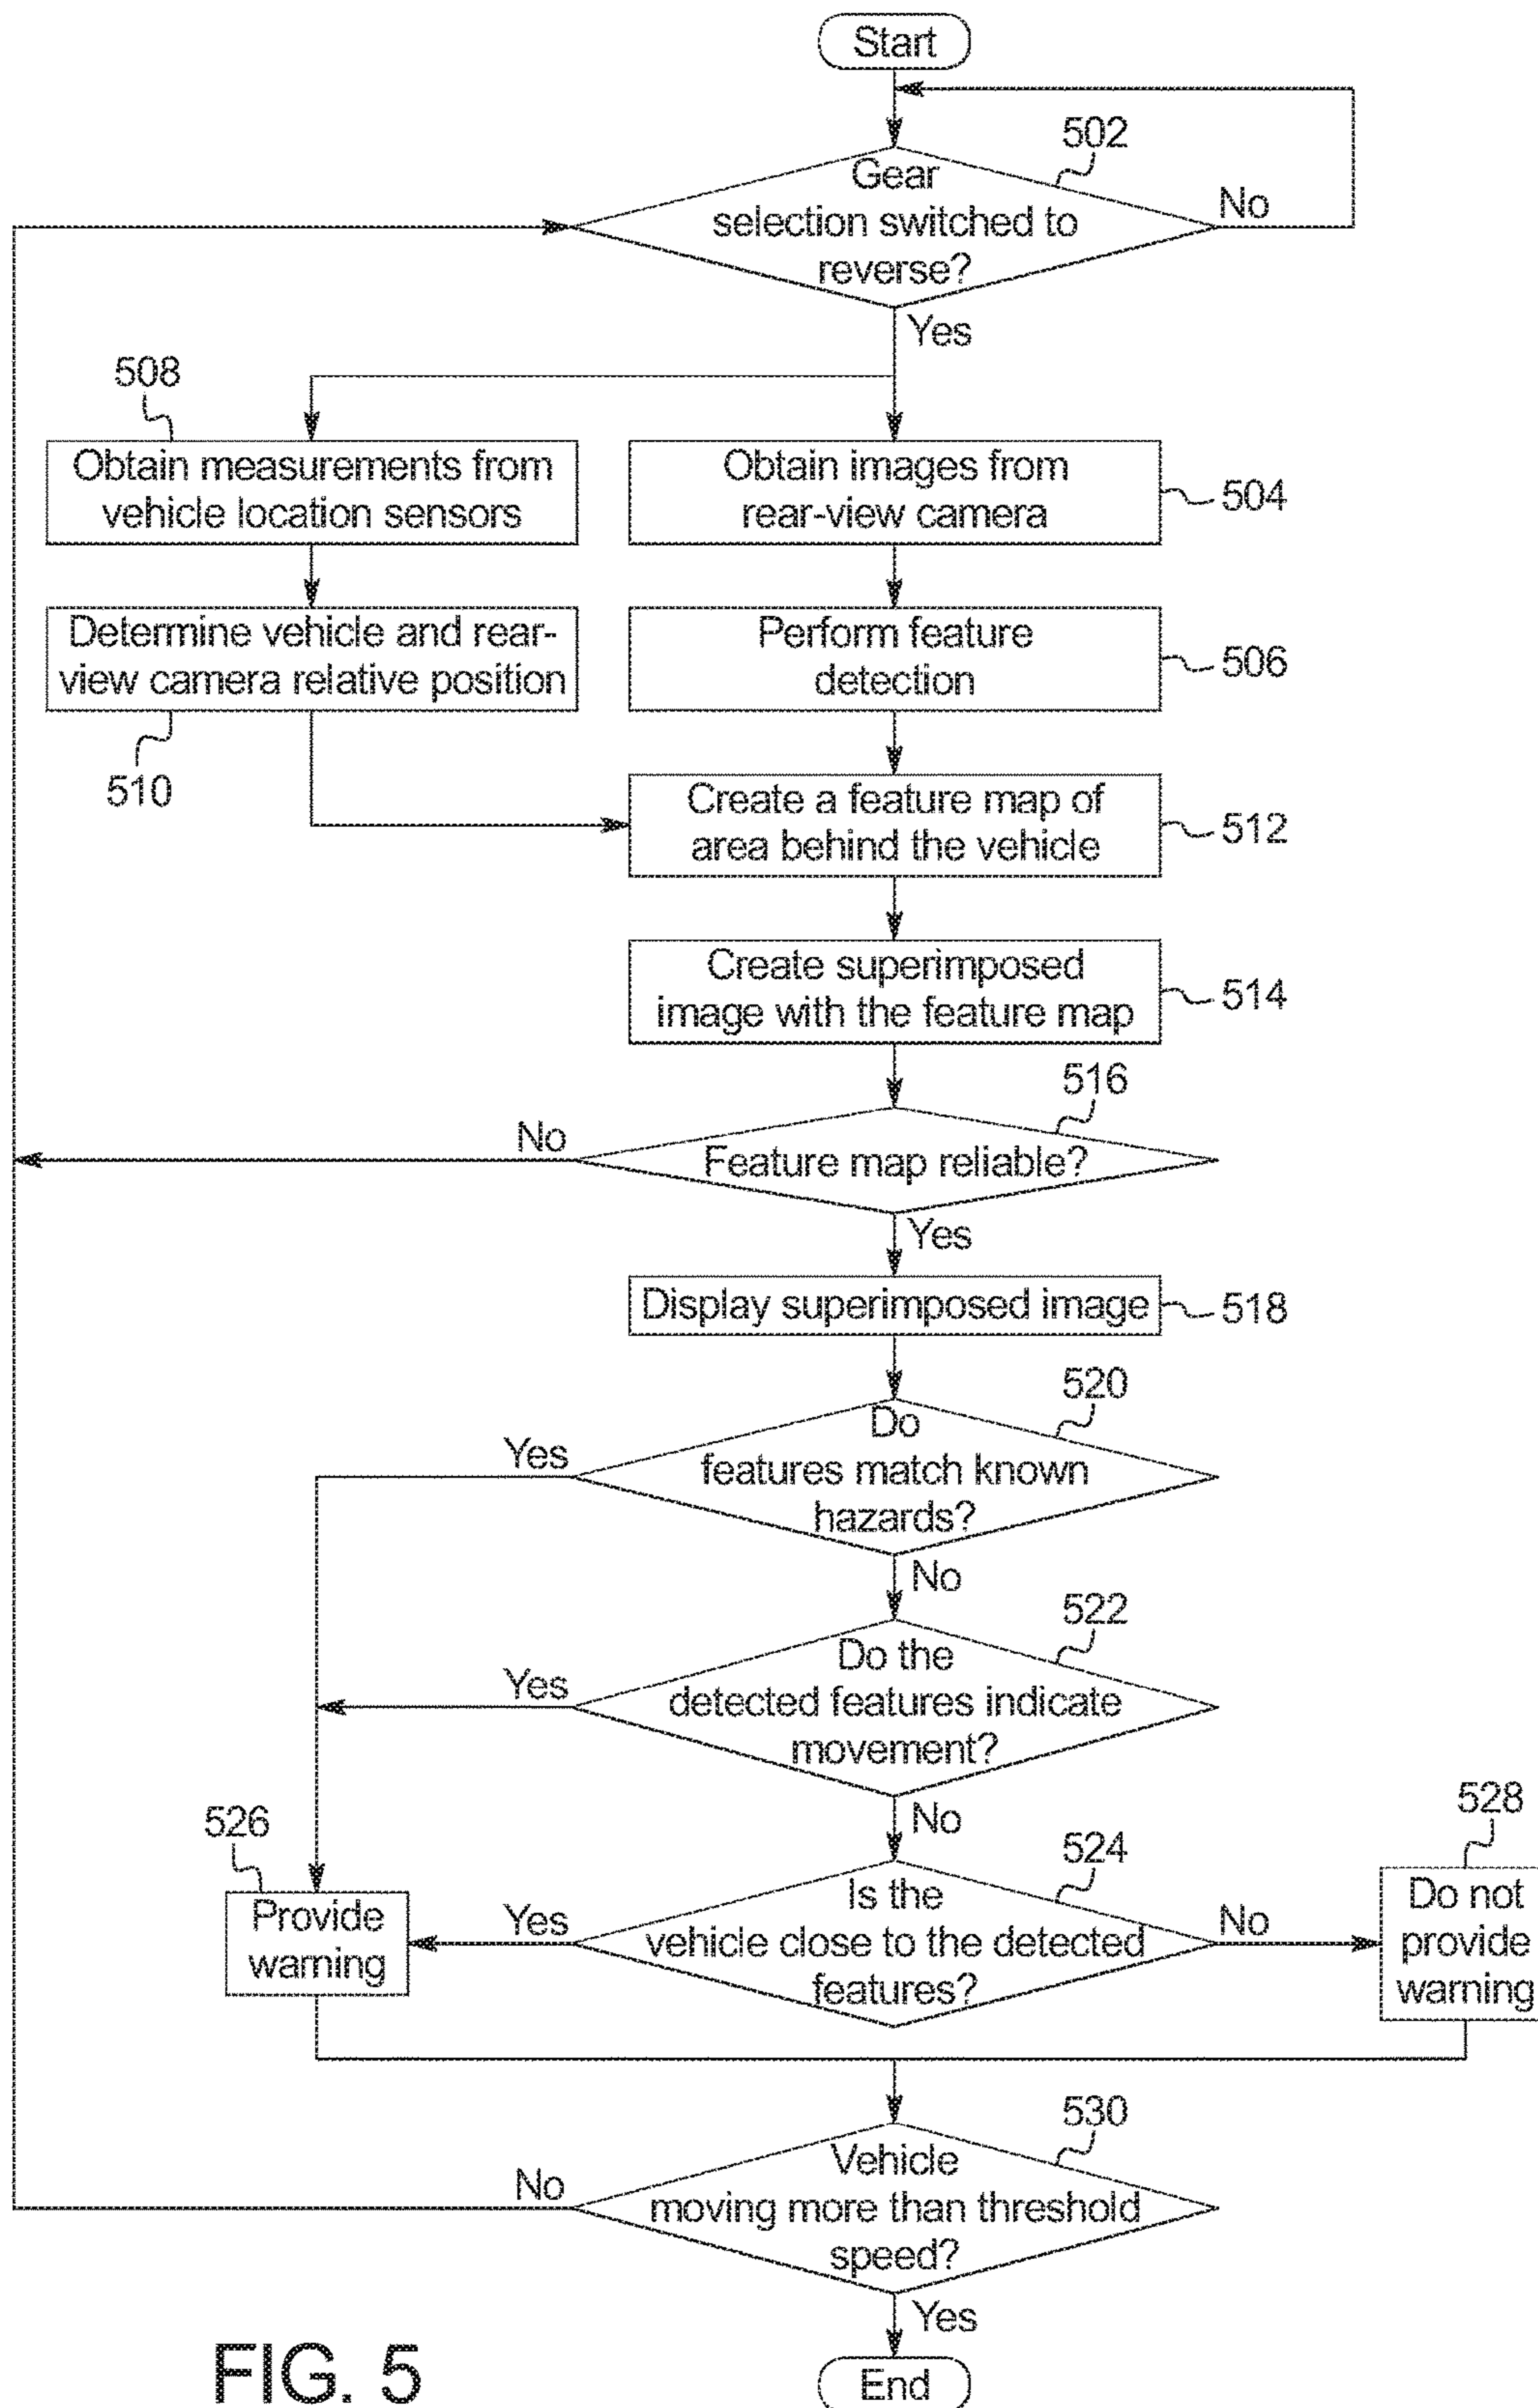 Start
502
Gear
selection switched to
reverse?
No
Yes
508
Obtain measurements from
vehicle location sensors
Obtain images from
rear-view camera
504
Determine vehicle and rear-
view camera relative position
510
Perform feature
detection
506
Create a feature map of
area behind the vehicle
512
Create superimposed
image with the feature map
514
516
No
Feature map reliable?
Yes
Display superimposed image
518
520
Do
features match known
hazards?
Yes
No
522
Do the
detected features indicate
movement?
Yes
No
526
Provide
warning
524
Is the
vehicle close to the detected
features?
Yes
No
528
Do not
provide
warning
530
Vehicle
moving more than threshold
speed?
No
Yes
End
FIG. 5